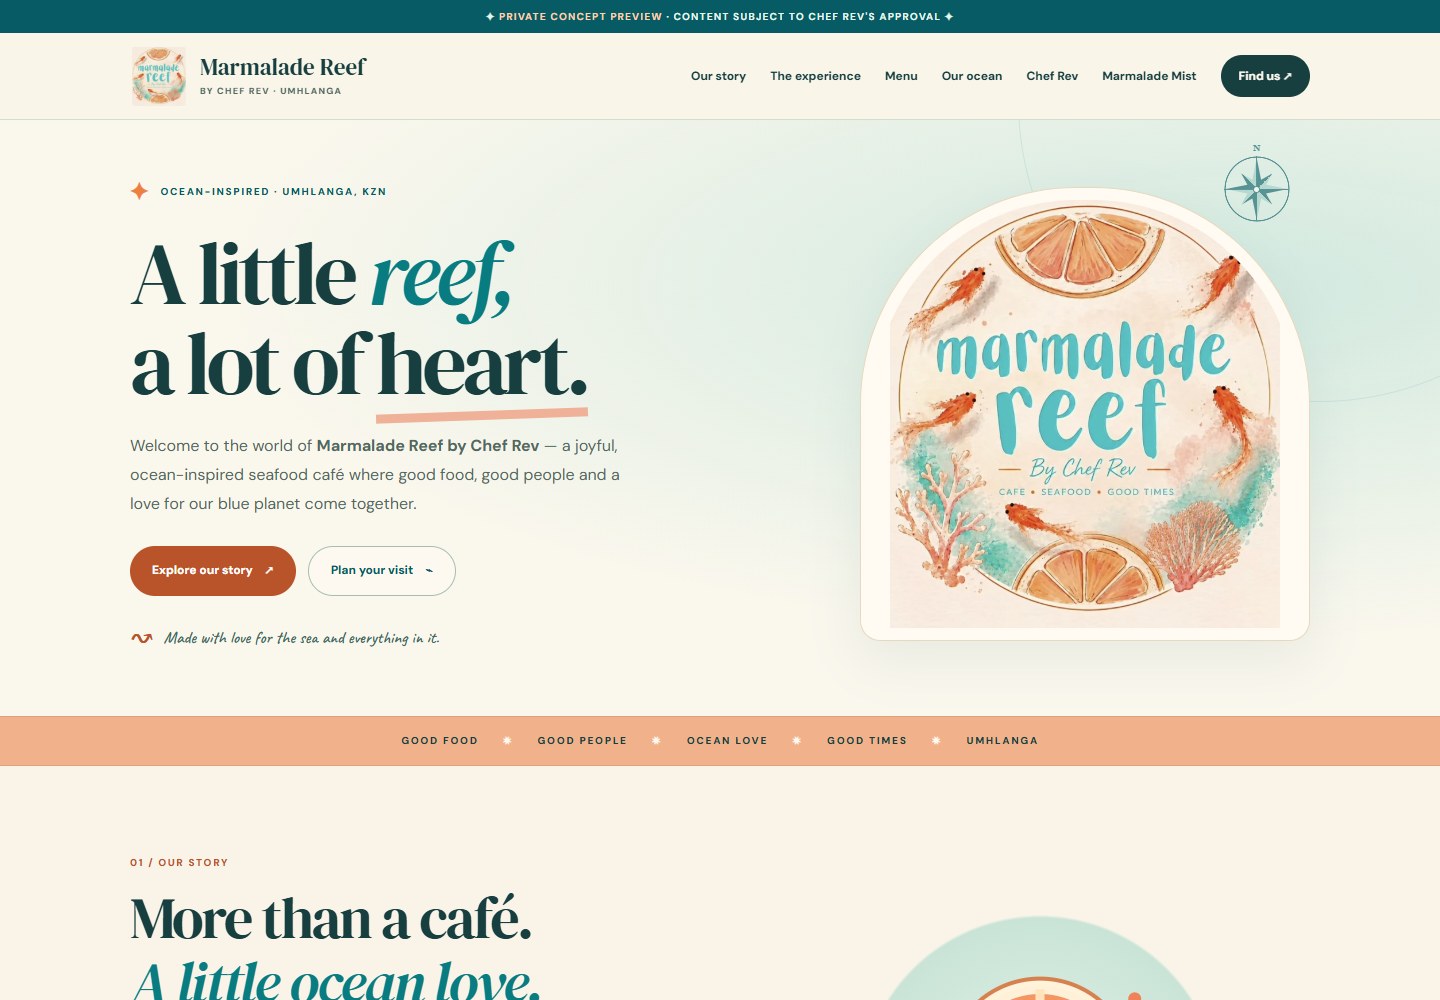 ✦ PRIVATE CONCEPT PREVIEW · CONTENT SUBJECT TO CHEF REV'S APPROVAL ✦
marmalade
reef
Marmalade Reef
BY CHEF REV · UMHLANGA
Our story
The experience
Menu
Our ocean
Chef Rev
Marmalade Mist
Find us ↗
OCEAN-INSPIRED · UMHLANGA, KZN
A little reef,
a lot of heart.
Welcome to the world of Marmalade Reef by Chef Rev — a joyful,
ocean-inspired seafood café where good food, good people and a
love for our blue planet come together.
Explore our story ↗
Plan your visit
Made with love for the sea and everything in it.
N
marmalade
reef
By Chef Rev
CAFE • SEAFOOD • GOOD TIMES
GOOD FOOD
GOOD PEOPLE
OCEAN LOVE
GOOD TIMES
UMHLANGA
01 / OUR STORY
More than a café.
A little ocean love.